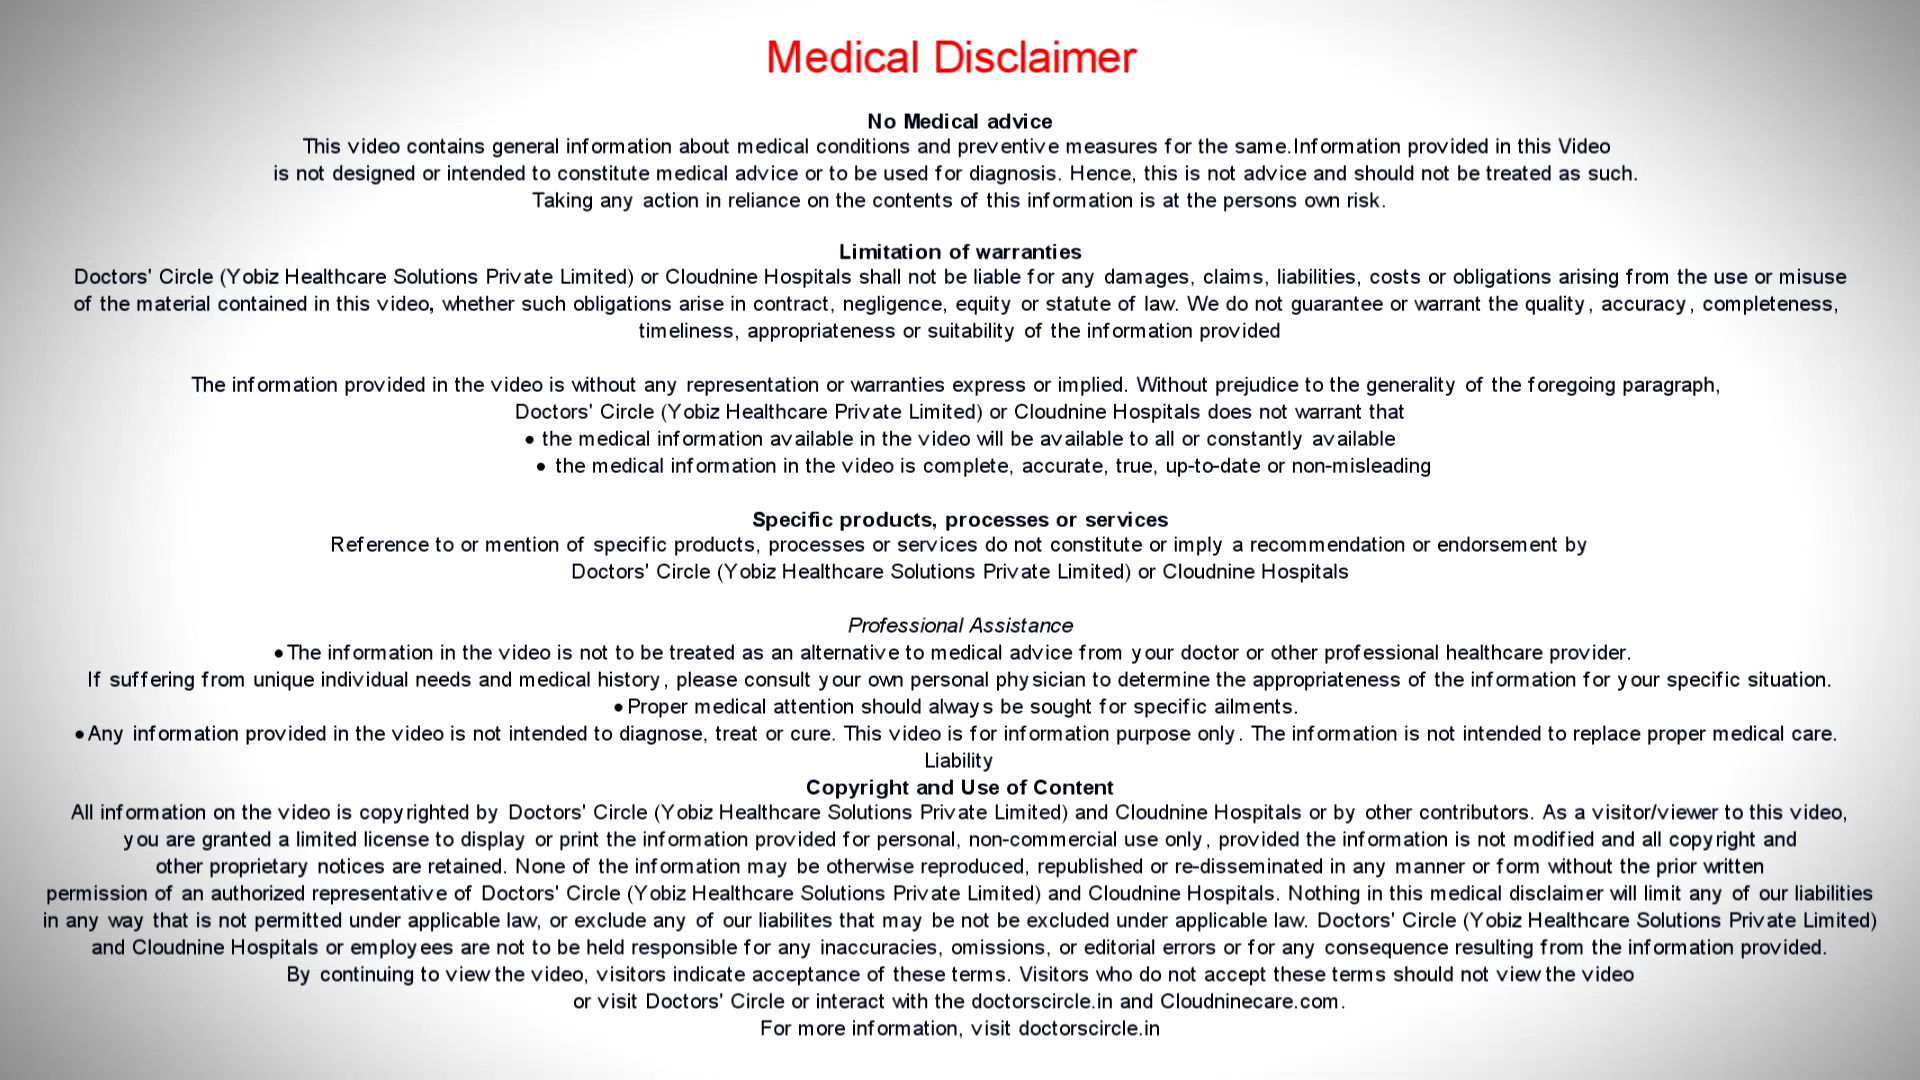 Medical Disclaimer
No Medical advice
This video contains general information about medical conditions and preventive measures for the same.Information provided in this Video
is not designed or intended to constitute medical advice or to be used for diagnosis. Hence, this is not advice and should not be treated as such.
Taking any action in reliance on the contents of this information is at the persons own risk.
Limitation of warranties
Doctors' Circle (Yobiz Healthcare Solutions Private Limited) or Cloudnine Hospitals shall not be liable for any damages, claims, liabilities, costs or obligations arising from the use or misuse
of the material contained in this video, whether such obligations arise in contract, negligence, equity or statute of law. We do not guarantee or warrant the quality, accuracy, completeness,
timeliness, appropriateness or suitability of the information provided
The information provided in the video is without any representation or warranties express or implied. Without prejudice to the generality of the foregoing paragraph,
Doctors' Circle (Yobiz Healthcare Private Limited) or Cloudnine Hospitals does not warrant that
• the medical information available in the video will be available to all or constantly available
• the medical information in the video is complete, accurate, true, up-to-date or non-misleading
Specific products, processes or services
Reference to or mention of specific products, processes or services do not constitute or imply a recommendation or endorsement by
Doctors' Circle (Yobiz Healthcare Solutions Private Limited) or Cloudnine Hospitals
Professional Assistance
•The information in the video is not to be treated as an alternative to medical advice from your doctor or other professional healthcare provider.
If suffering from unique individual needs and medical history, please consult your own personal physician to determine the appropriateness of the information for your specific situation.
•Proper medical attention should always be sought for specific ailments.
•Any information provided in the video is not intended to diagnose, treat or cure. This video is for information purpose only. The information is not intended to replace proper medical care.
Liability
Copyright and Use of Content
All information on the video is copyrighted by Doctors' Circle (Yobiz Healthcare Solutions Private Limited) and Cloudnine Hospitals or by other contributors. As a visitor/viewer to this video,
you are granted a limited license to display or print the information provided for personal, non-commercial use only, provided the information is not modified and all copyright and
other proprietary notices are retained. None of the information may be otherwise reproduced, republished or re-disseminated in any manner or form without the prior written
permission of an authorized representative of Doctors' Circle (Yobiz Healthcare Solutions Private Limited) and Cloudnine Hospitals. Nothing in this medical disclaimer will limit any of our liabilities
in any way that is not permitted under applicable law, or exclude any of our liabilites that may be not be excluded under applicable law. Doctors' Circle (Yobiz Healthcare Solutions Private Limited)
and Cloudnine Hospitals or employees are not to be held responsible for any inaccuracies, omissions, or editorial errors or for any consequence resulting from the information provided.
By continuing to view the video, visitors indicate acceptance of these terms. Visitors who do not accept these terms should not view the video
or visit Doctors' Circle or interact with the doctorscircle.in and Cloudninecare.com.
For more information, visit doctorscircle.in